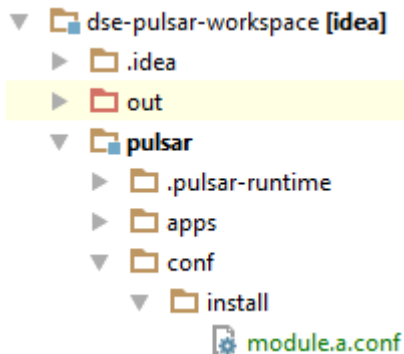 dse-pulsar-workspace [idea]
.idea
out
pulsar
.pulsar-runtime
apps
conf
install
module.a.conf